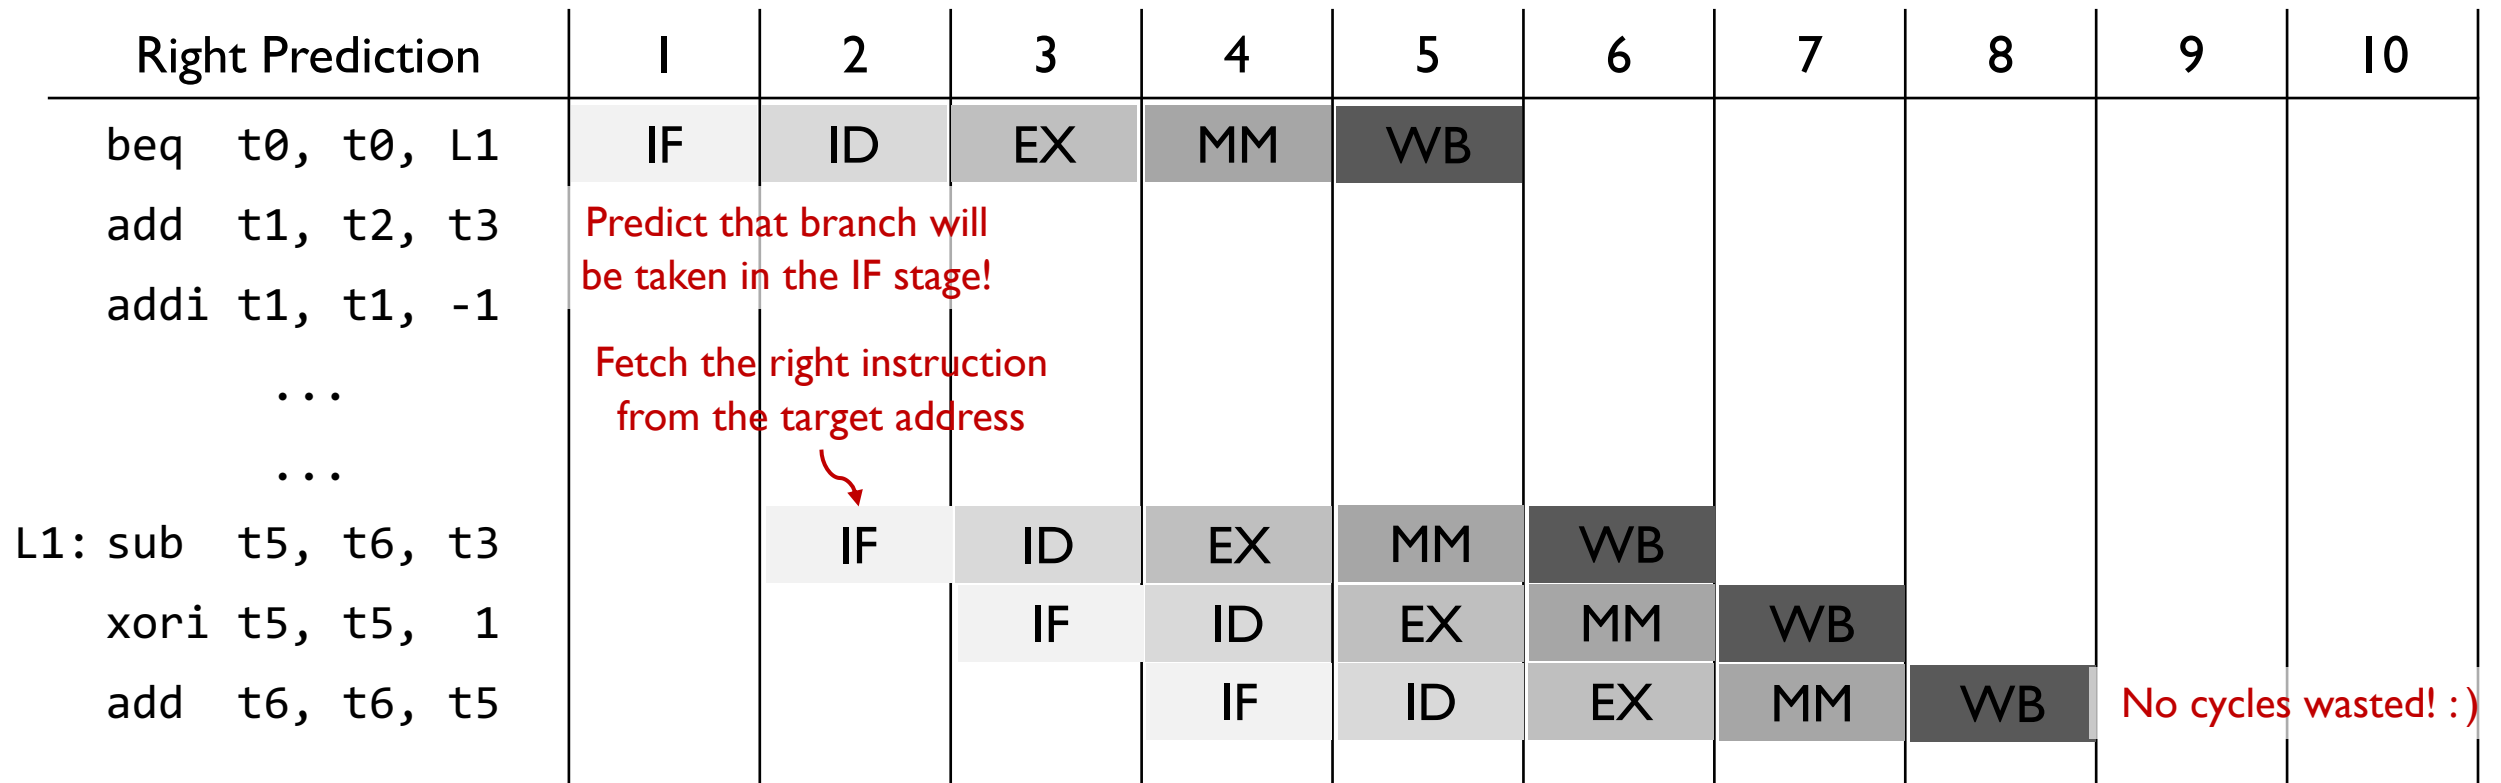 Right Prediction 1 2 3 4 5 6 7 8 9 10
beq t0, t0, L1 IF ID EX MM WB
add t1, t2, t3
Predict that branch will
be taken in the IF stage!
addi t1, t1, -1
Fetch the right instruction
...
from the target address
...
L1: sub t5, t6, t3 IF ID EX MM WB
xori t5, t5, 1 IF ID EX MM WB
add t6, t6, t5 IF ID EX MM WB No cycles wasted! :)